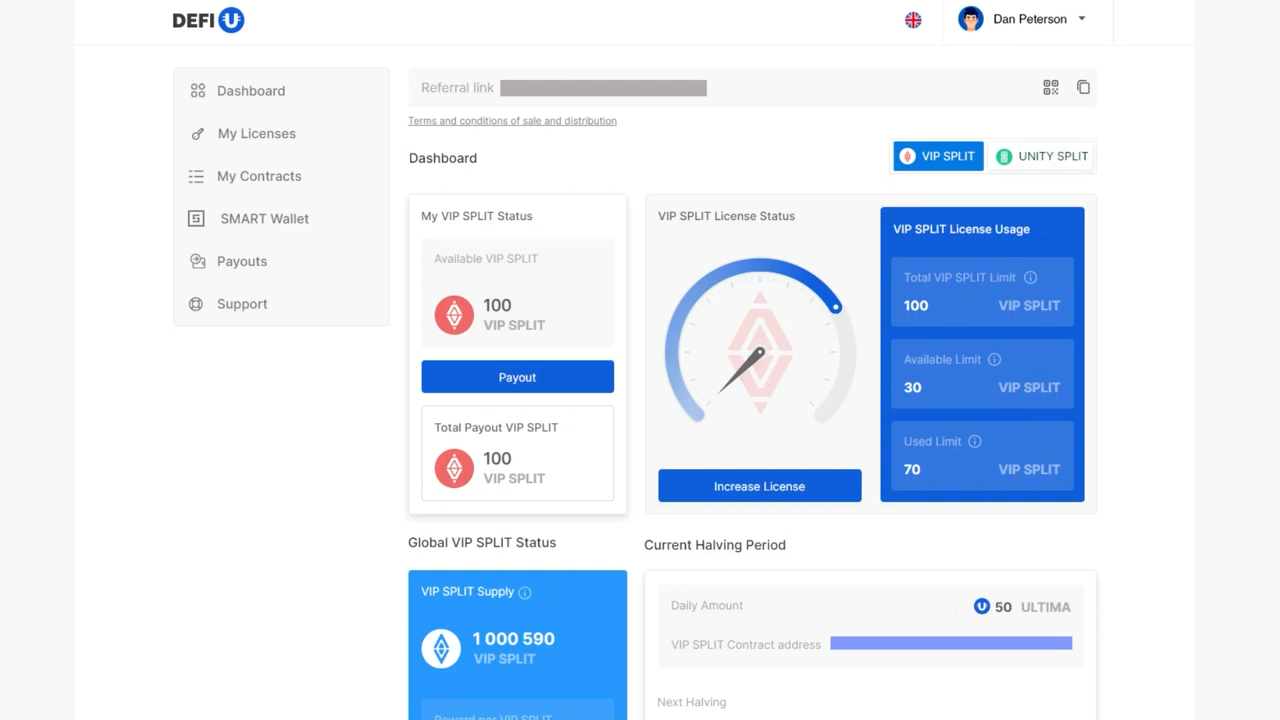 DEFI U
Dan Peterson
Dashboard
My Licenses
My Contracts
SMART Wallet
Payouts
Support
Referral link
Terms and conditions of sale and distribution
Dashboard
VIP SPLIT
UNITY SPLIT
My VIP SPLIT Status
Available VIP SPLIT
100
VIP SPLIT
Payout
Total Payout VIP SPLIT
100
VIP SPLIT
VIP SPLIT License Status
Increase License
VIP SPLIT License Usage
Total VIP SPLIT Limit
100 VIP SPLIT
Available Limit
30 VIP SPLIT
Used Limit
70 VIP SPLIT
Global VIP SPLIT Status
VIP SPLIT Supply
1 000 590
VIP SPLIT
Reward per VIP SPLIT
Current Halving Period
Daily Amount 50 ULTIMA
VIP SPLIT Contract address
Next Halving